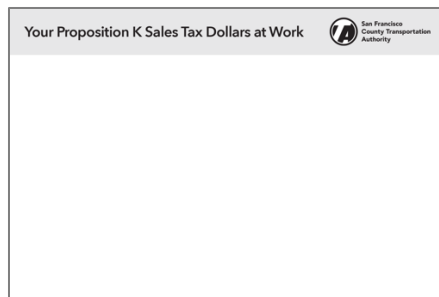 Your Proposition K Sales Tax Dollars at Work
San Francisco
County Transportation
Authority